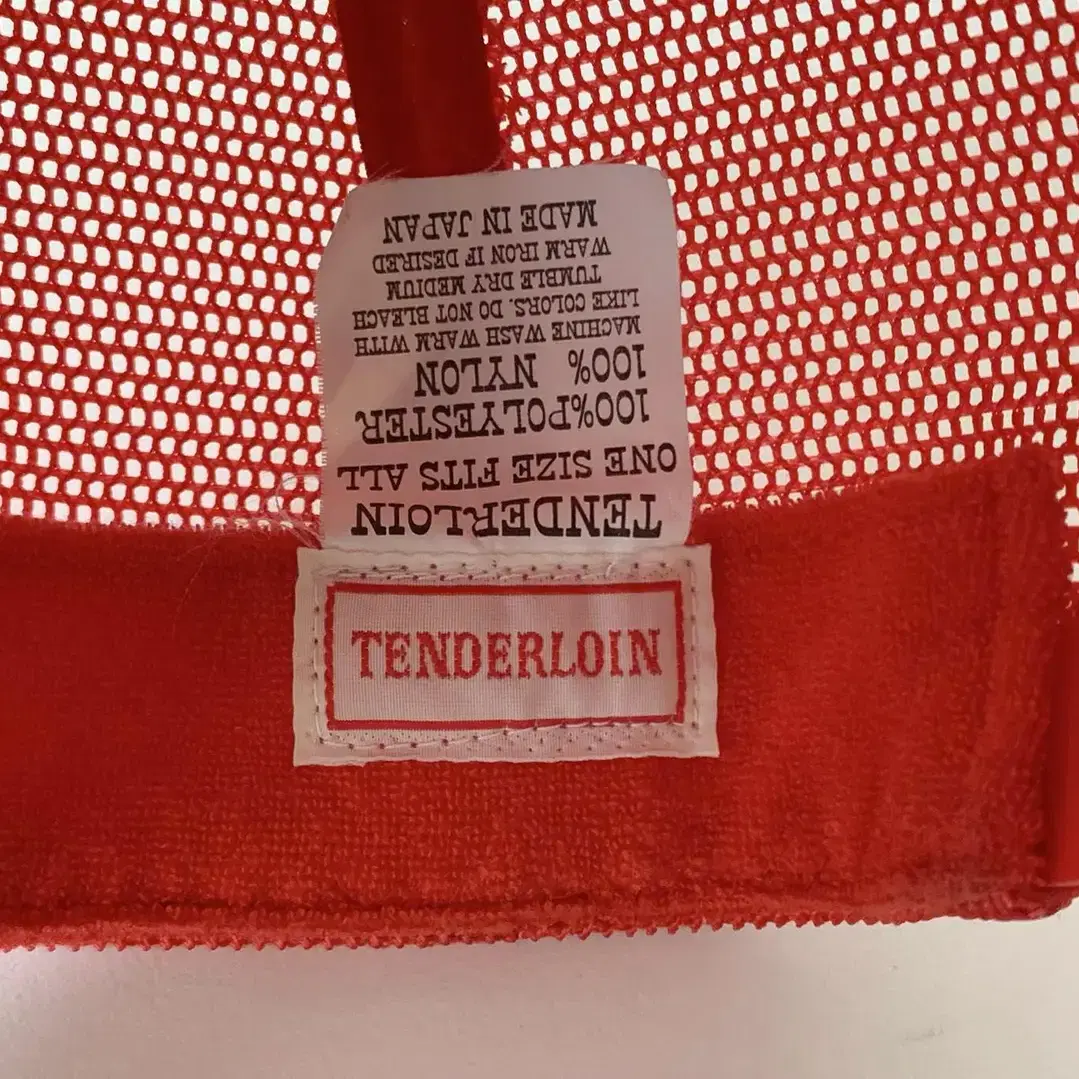 TENDERLOIN
ONE SIZE FITS ALL
100%POLYESTER
100% NYLON
MACHINE WASH WARM WITH
LIKE COLORS. DO NOT BLEACH
TUMBLE DRY MEDIUM
WARM IRON IF DESIRED
MADE IN JAPAN
TENDERLOIN